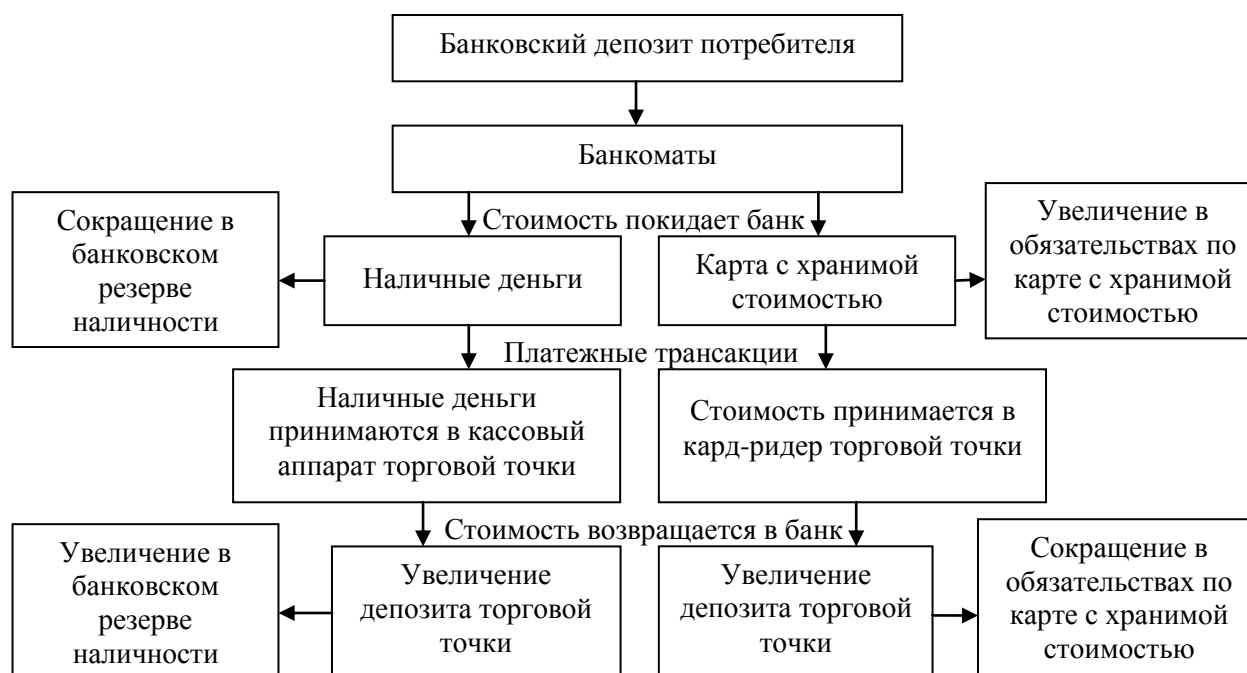 Банковский депозит потребителя
Банкоматы
Стоимость покидает банк
Сокращение в
банковском
резерве
наличности
Наличные деньги
Карта с хранимой
стоимостью
Увеличение в
обязательствах по
карте с хранимой
стоимостью
Платежные трансакции
Наличные деньги
принимаются в кассовый
аппарат торговой точки
Стоимость принимается в
кард-ридер торговой точки
Стоимость возвращается в банк
Увеличение в
банковском
резерве
наличности
Увеличение
депозита торговой
точки
Увеличение
депозита торговой
точки
Сокращение в
обязательствах по
карте с хранимой
стоимостью